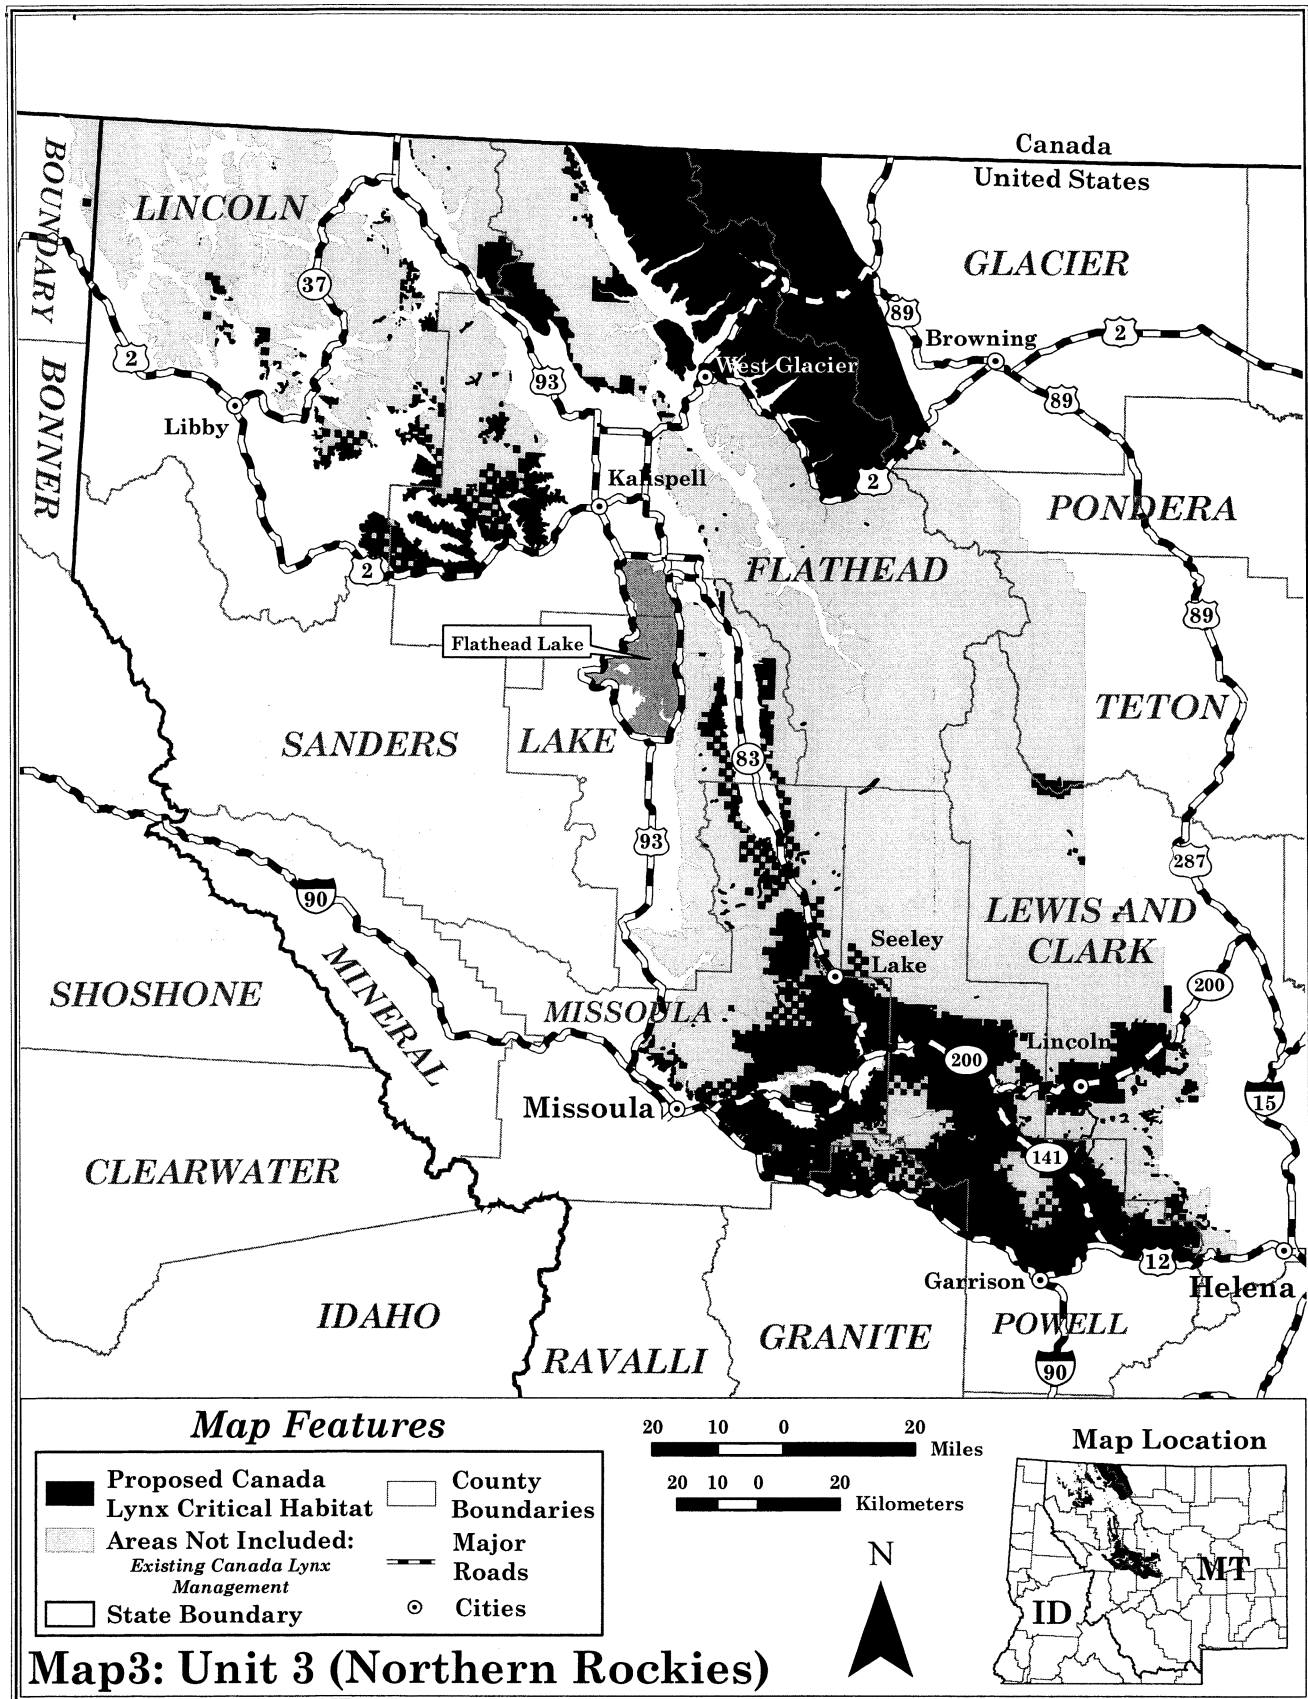 Canada
United States
BOUNDARY
LINCOLN
GLACIER
37
89
Browning
2
2
West Glacier
93
89
BONNER
Libby
Kalispell
2
PONDERA
2
FLATHEAD
89
Flathead Lake
TETON
SANDERS
LAKE
83
93
287
90
LEWIS AND
CLARK
Seeley
Lake
MINERAL
SHOSHONE
200
MISSOULA
Lincoln
200
15
Missoula
141
CLEARWATER
12
Garrison
Helena
IDAHO
POWELL
GRANITE
RAVALLI
90
Map Features
Proposed Canada
Lynx Critical Habitat
Areas Not Included:
Existing Canada Lynx
Management
State Boundary
County
Boundaries
Major
Roads
Cities
20 10 0 20
Miles
20 10 0 20
Kilometers
N
Map Location
MT
ID
Map3: Unit 3 (Northern Rockies)